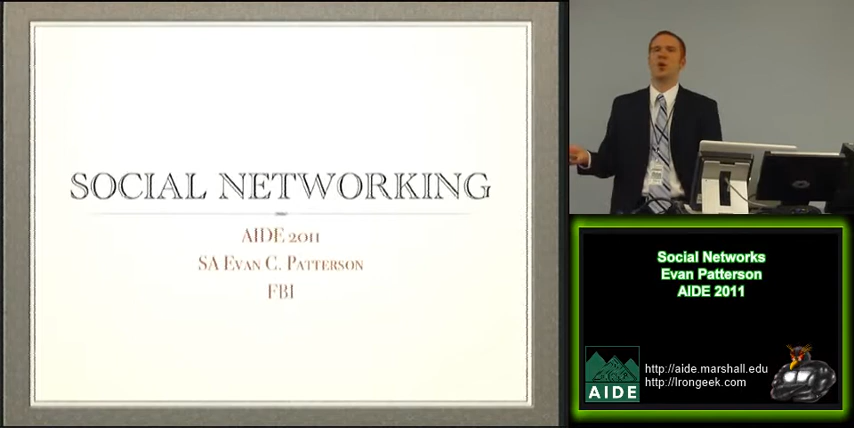 SOCIAL NETWORKING
AIDE 2011
SA EVAN C. PATTERSON
FBI
Social Networks
Evan Patterson
AIDE 2011
AIDE
http://aide.marshall.edu
http://Irongeek.com